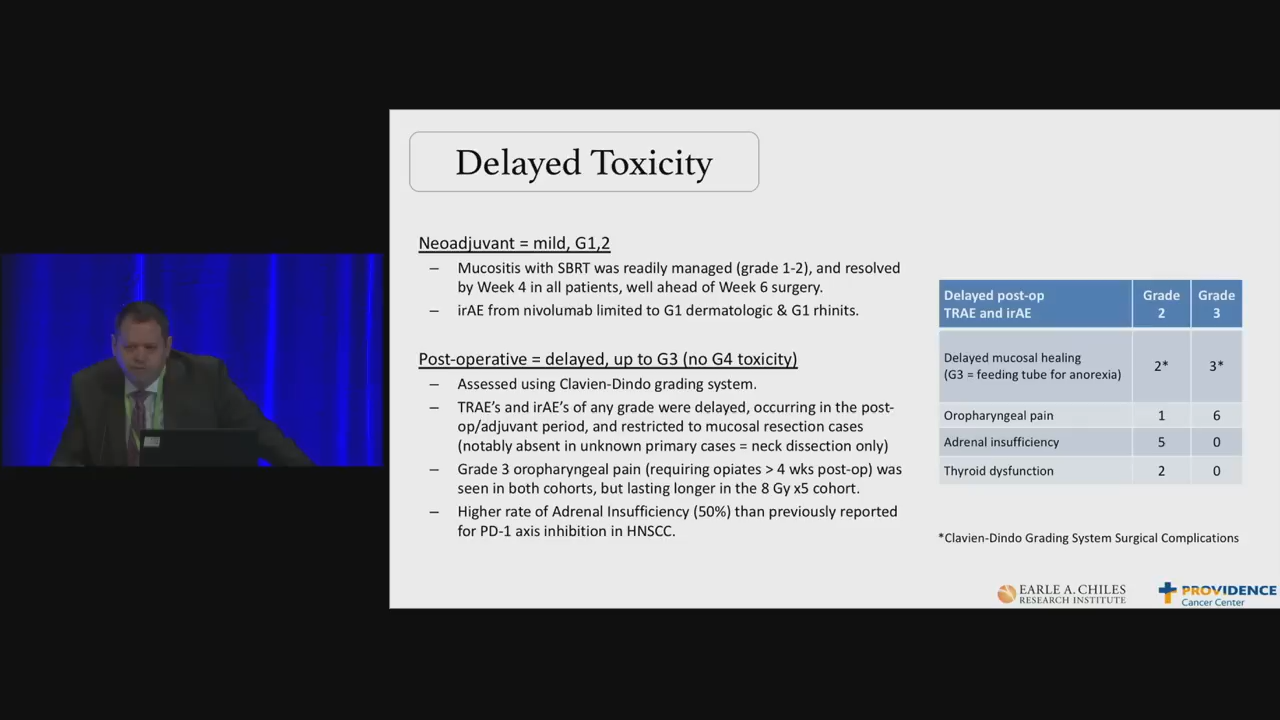 Delayed Toxicity
Neoadjuvant = mild, G1,2
– Mucositis with SBRT was readily managed (grade 1-2), and resolved
by Week 4 in all patients, well ahead of Week 6 surgery.
– irAE from nivolumab limited to G1 dermatologic & G1 rhinits.
Post-operative = delayed, up to G3 (no G4 toxicity)
– Assessed using Clavien-Dindo grading system.
– TRAE's and irAE's of any grade were delayed, occurring in the post-
op/adjuvant period, and restricted to mucosal resection cases
(notably absent in unknown primary cases = neck dissection only)
– Grade 3 oropharyngeal pain (requiring opiates > 4 wks post-op) was
seen in both cohorts, but lasting longer in the 8 Gy x5 cohort.
– Higher rate of Adrenal Insufficiency (50%) than previously reported
for PD-1 axis inhibition in HNSCC.
Delayed post-op
TRAE and irAE
Grade
2
Grade
3
Delayed mucosal healing
(G3 = feeding tube for anorexia)
2* 3*
Oropharyngeal pain 1 6
Adrenal insufficiency 5 0
Thyroid dysfunction 2 0
*Clavien-Dindo Grading System Surgical Complications
EARLE A. CHILES
RESEARCH INSTITUTE
PROVIDENCE
Cancer Center